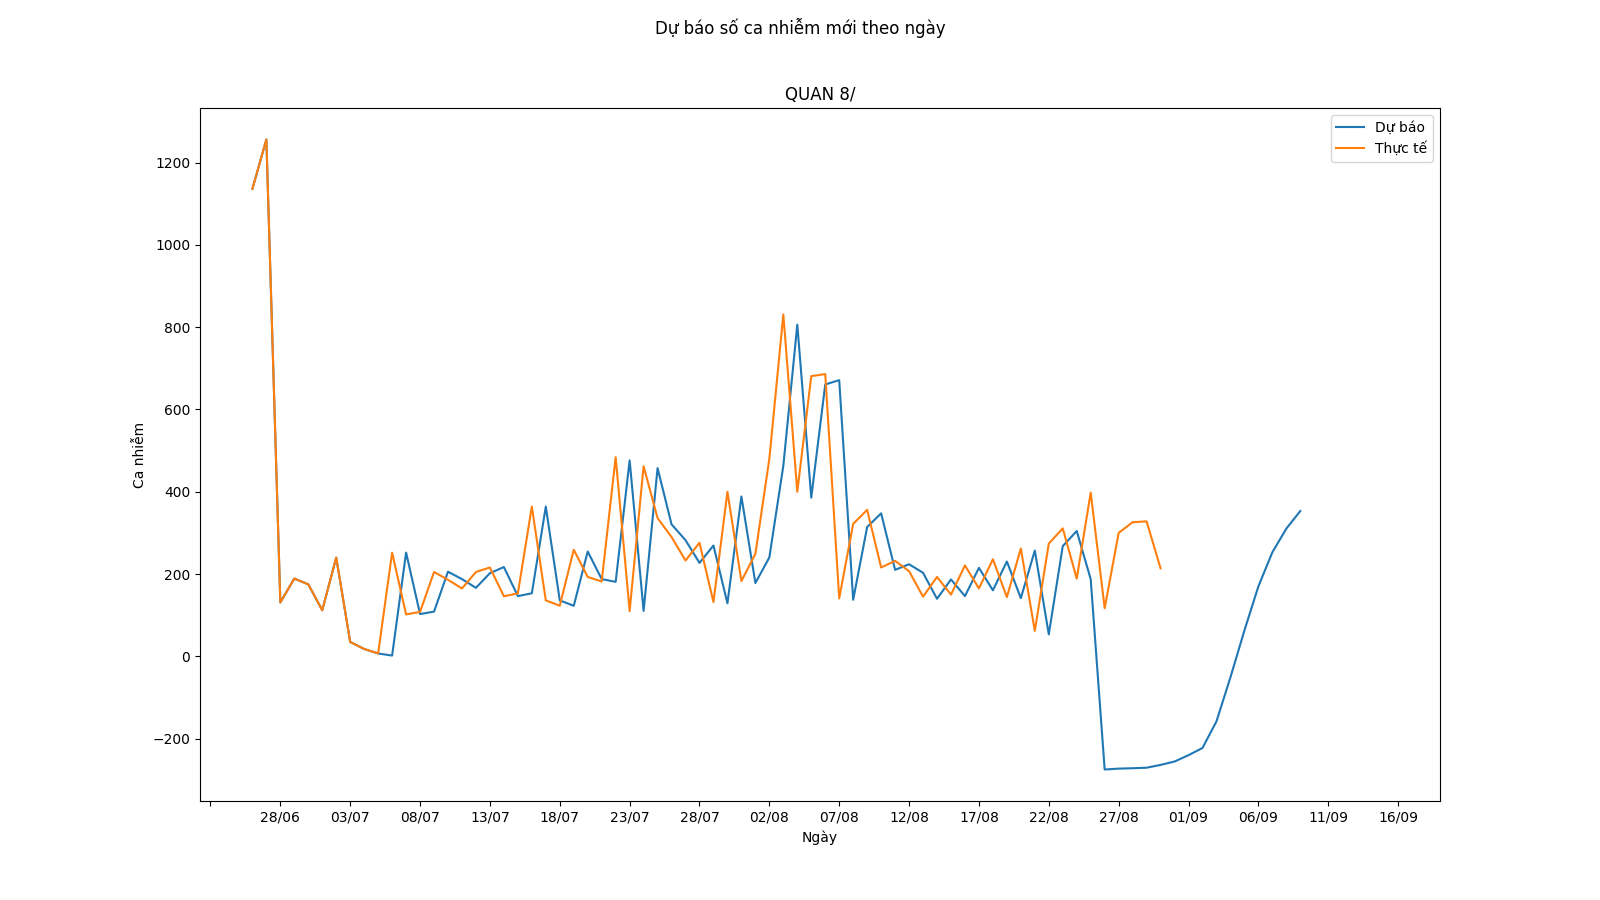 Dự báo số ca nhiễm mới theo ngày
QUAN 8/
Dự báo
Thực tế
1200
1000
800
600
400
200
0
−200
Ca nhiễm
28/06 03/07 08/07 13/07 18/07 23/07 28/07 02/08 07/08 12/08 17/08 22/08 27/08 01/09 06/09 11/09 16/09
Ngày